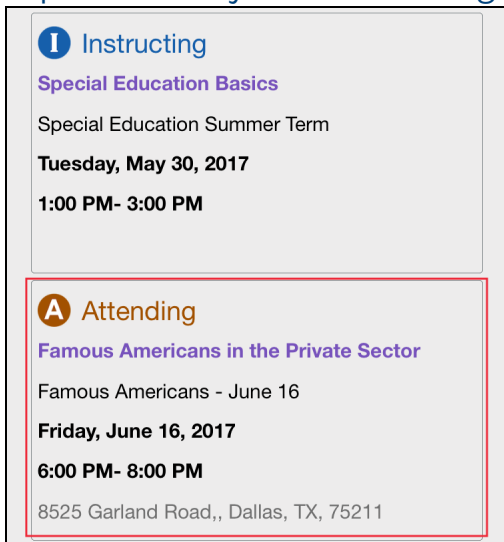 I Instructing
Special Education Basics
Special Education Summer Term
Tuesday, May 30, 2017
1:00 PM- 3:00 PM
A Attending
Famous Americans in the Private Sector
Famous Americans - June 16
Friday, June 16, 2017
6:00 PM- 8:00 PM
8525 Garland Road,, Dallas, TX, 75211